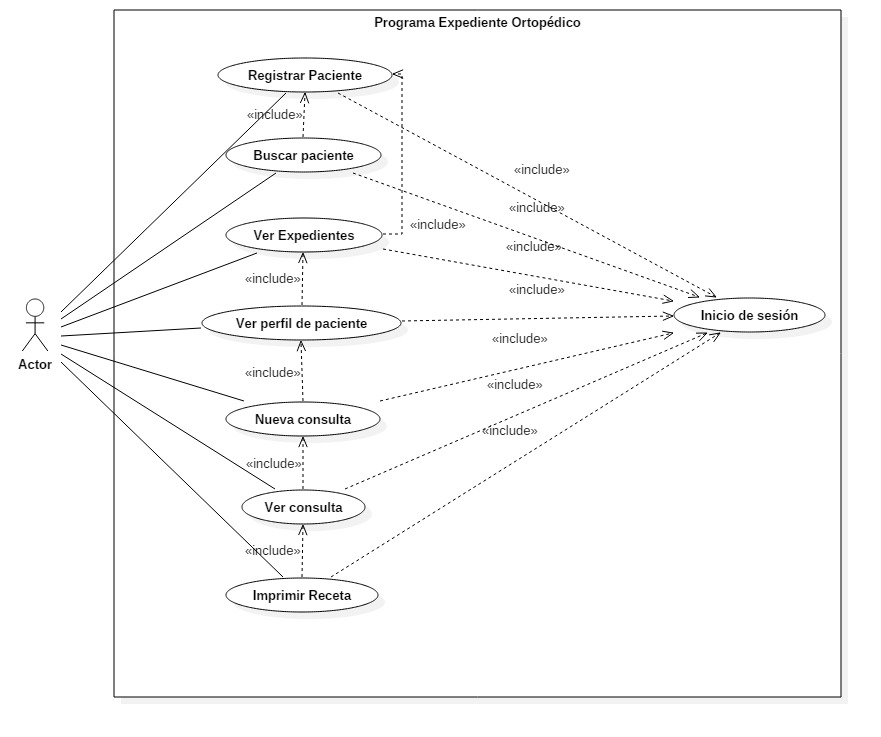 Programa Expediente Ortopédico
Registrar Paciente
«include»
Buscar paciente
«include»
«include»
«include»
Ver Expedientes
«include»
«include»
«include»
Inicio de sesión
Ver perfil de paciente
«include»
Actor
«include»
«include»
Nueva consulta
«include»
«include»
Ver consulta
«include»
Imprimir Receta